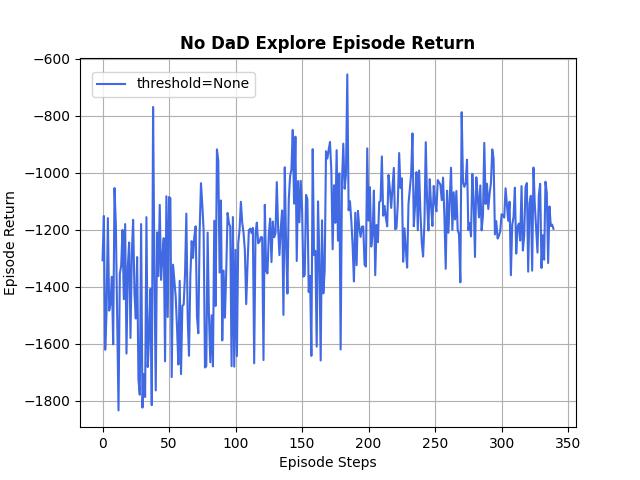 No DaD Explore Episode Return
threshold=None
Episode Return
−600
−800
−1000
−1200
−1400
−1600
−1800
0 50 100 150 200 250 300 350
Episode Steps